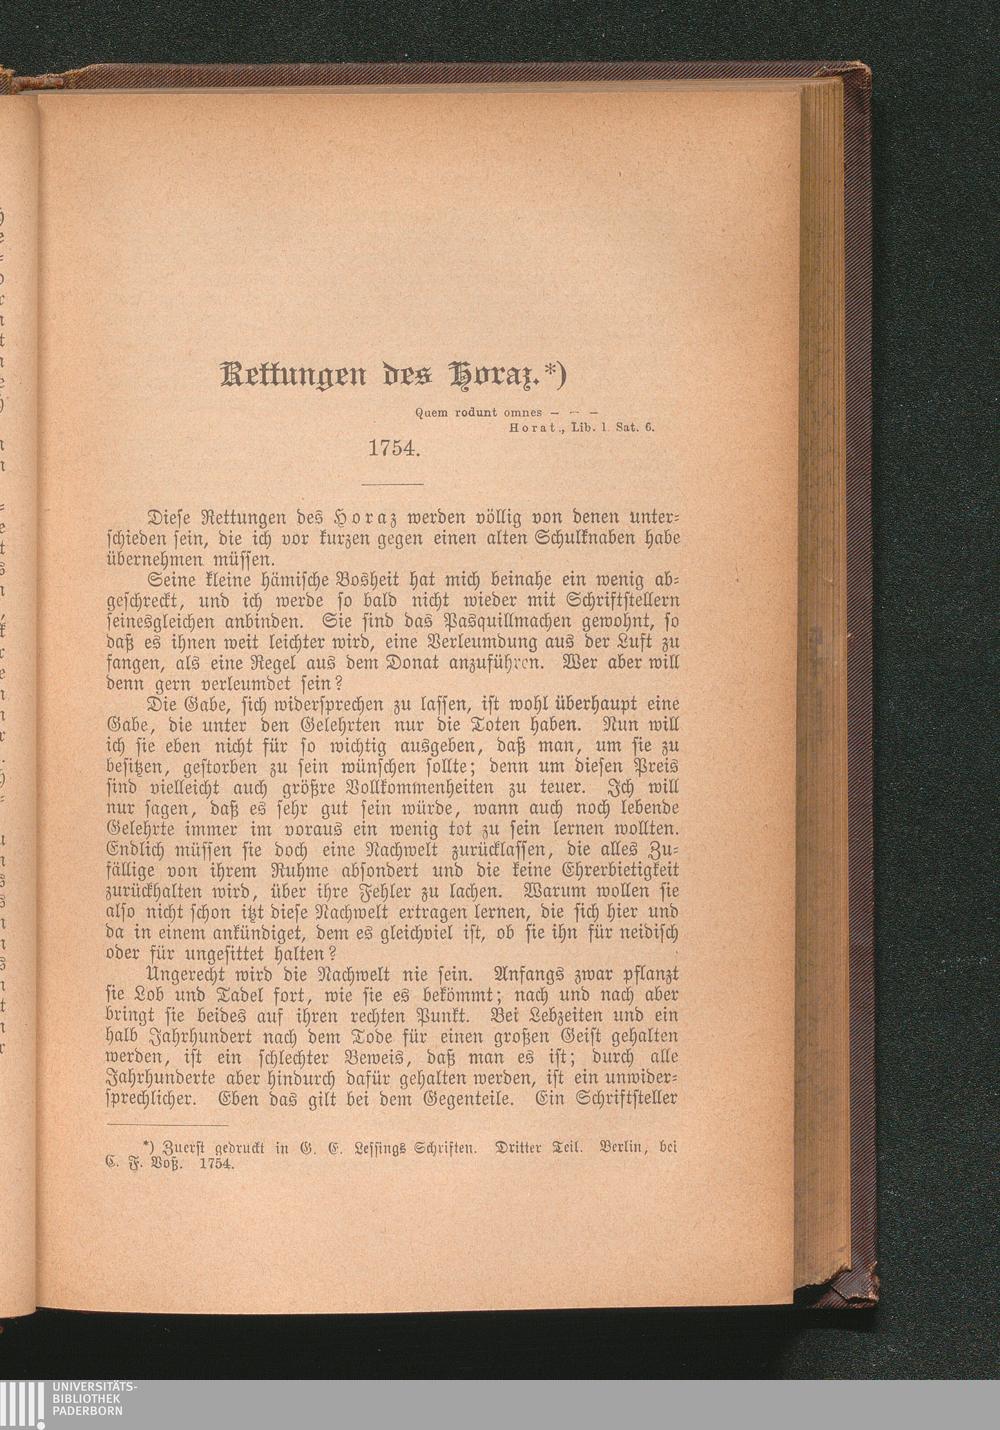 Rettungen des Horaz.*)
Quem rodunt omnes — — —
Horat., Lib. 1. Sat. 6.
1754.
Diese Rettungen des Horaz werden völlig von denen unter-
schieden sein, die ich vor kurzen gegen einen alten Schulknaben habe
übernehmen müssen.
Seine kleine hämische Bosheit hat mich beinahe ein wenig ab-
geschreckt, und ich werde so bald nicht wieder mit Schriftstellern
seinesgleichen anbinden. Sie sind das Pasquillmachen gewohnt, so
daß es ihnen weit leichter wird, eine Verleumdung aus der Luft zu
fangen, als eine Regel aus dem Donat anzuführen. Wer aber will
denn gern verleumdet sein?
Die Gabe, sich widersprechen zu lassen, ist wohl überhaupt eine
Gabe, die unter den Gelehrten nur die Toten haben. Nun will
ich sie eben nicht für so wichtig ausgeben, daß man, um sie zu
besitzen, gestorben zu sein wünschen sollte; denn um diesen Preis
sind vielleicht auch größre Vollkommenheiten zu teuer. Ich will
nur sagen, daß es sehr gut sein würde, wann auch noch lebende
Gelehrte immer im voraus ein wenig tot zu sein lernen wollten.
Endlich müssen sie doch eine Nachwelt zurücklassen, die alles Zu-
fällige von ihrem Ruhme absondert und die keine Ehrerbietigkeit
zurückhalten wird, über ihre Fehler zu lachen. Warum wollen sie
also nicht schon itzt diese Nachwelt ertragen lernen, die sich hier und
da in einem ankündiget, dem es gleichviel ist, ob sie ihn für neidisch
oder für ungesittet halten?
Ungerecht wird die Nachwelt nie sein. Anfangs zwar pflanzt
sie Lob und Tadel fort, wie sie es bekömmt; nach und nach aber
bringt sie beides auf ihren rechten Punkt. Bei Lebzeiten und ein
halb Jahrhundert nach dem Tode für einen großen Geist gehalten
werden, ist ein schlechter Beweis, daß man es ist; durch alle
Jahrhunderte aber hindurch dafür gehalten werden, ist ein unwider-
sprechlicher. Eben das gilt bei dem Gegenteile. Ein Schriftsteller
*) Zuerst gedruckt in G. E. Lessings Schriften. Dritter Teil. Berlin, bei
C. F. Voß. 1754.
UNIVERSITÄTS-
BIBLIOTHEK
PADERBORN